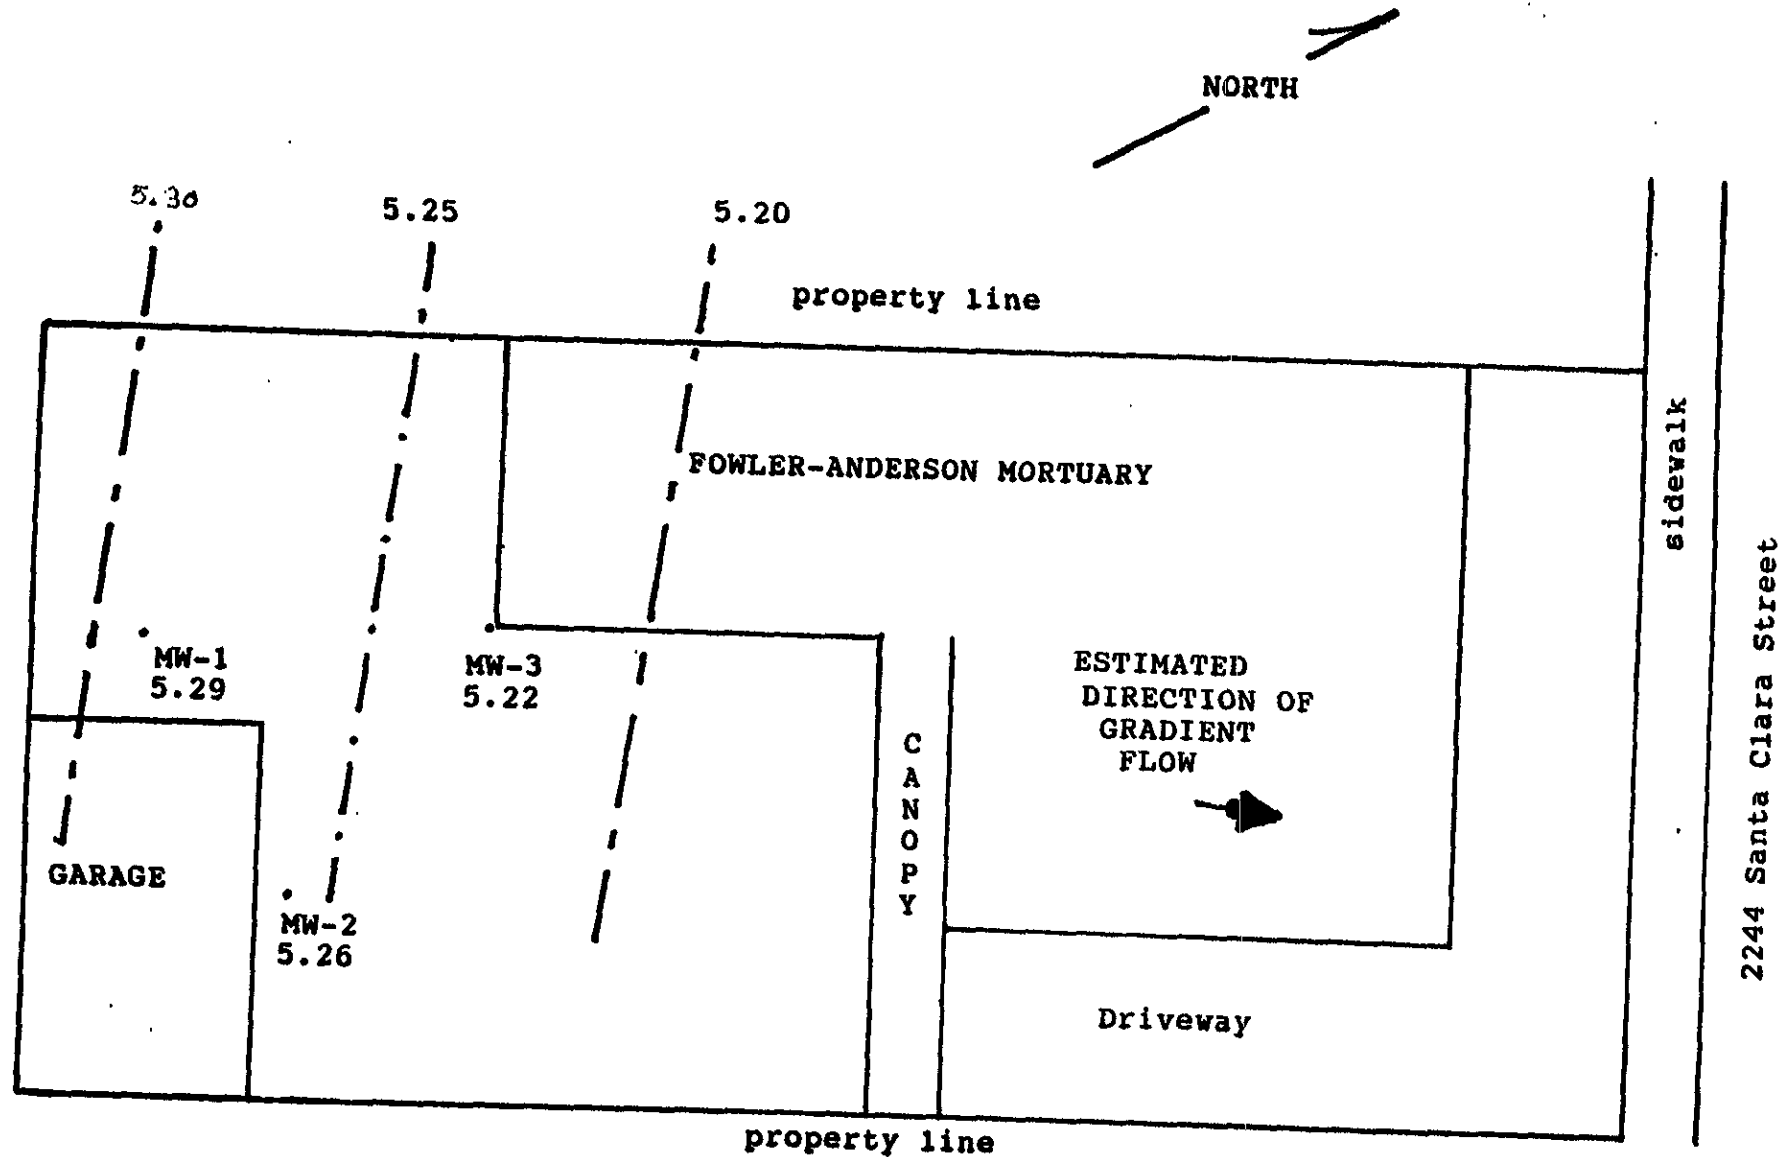 NORTH
5.30
5.25
5.20
property line
FOWLER-ANDERSON MORTUARY
sidewalk
2244 Santa Clara Street
MW-1
5.29
MW-3
5.22
ESTIMATED
DIRECTION OF
GRADIENT
FLOW
CANOPY
GARAGE
MW-2
5.26
Driveway
property line